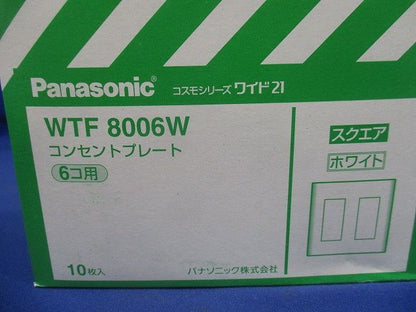 Panasonic® コスモシリーズ ワイド21
WTF 8006W
コンセントプレート
6コ用
スクエア
ホワイト
10枚入
パナソニック株式会社